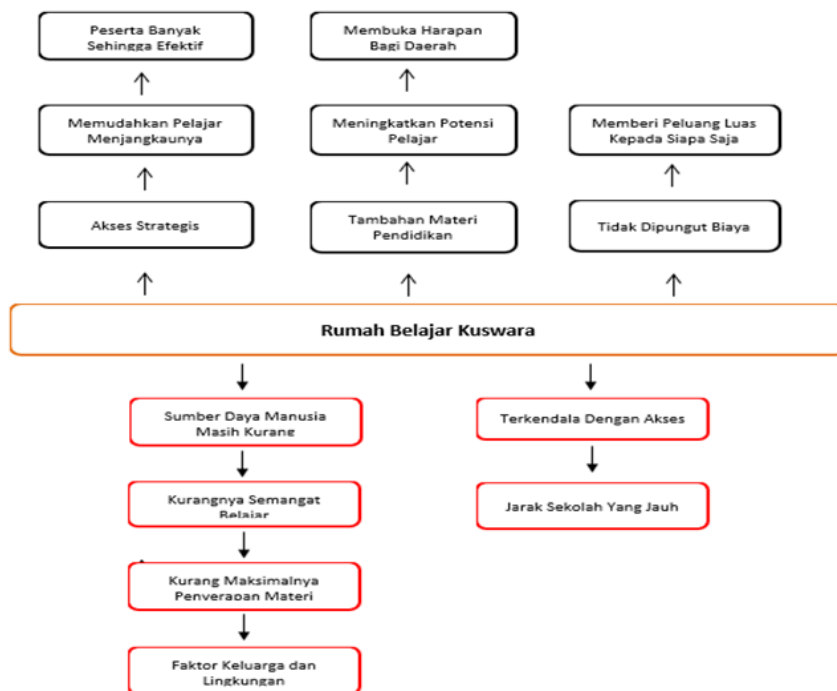 Peserta Banyak
Sehingga Efektif
Membuka Harapan
Bagi Daerah
Memudahkan Pelajar
Menjangkaunya
Meningkatkan Potensi
Pelajar
Memberi Peluang Luas
Kepada Siapa Saja
Akses Strategis
Tambahan Materi
Pendidikan
Tidak Dipungut Biaya
Rumah Belajar Kuswara
Sumber Daya Manusia
Masih Kurang
Terkendala Dengan Akses
Kurangnya Semangat
Belajar
Jarak Sekolah Yang Jauh
Kurang Maksimalnya
Penyerapan Materi
Faktor Keluarga dan
Lingkungan